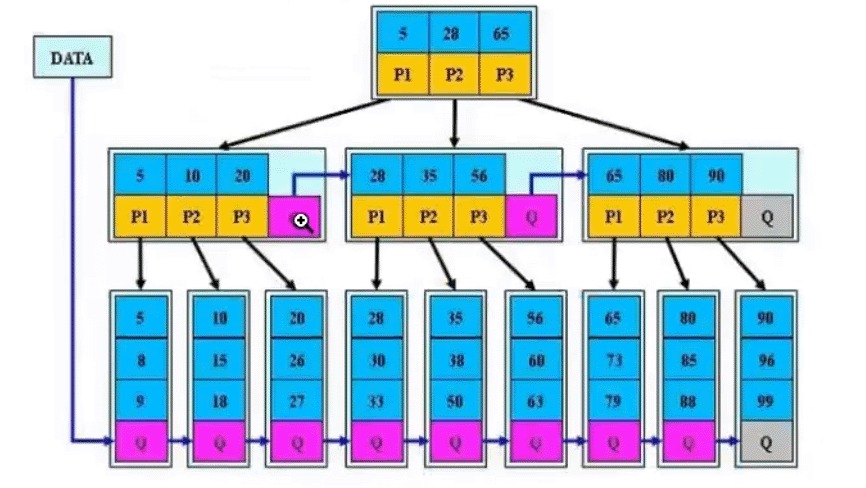 5 28 65
DATA
P1 P2 P3
5 10 20
28 35 56
65 80 90
P1 P2 P3
P1 P2 P3 Q
P1 P2 P3 Q
5 10 20 28 35 56 65 80 90
8 15 26 30 38 60 73 85 96
9 18 27 33 50 63 79 88 99
Q Q Q Q Q Q Q Q Q